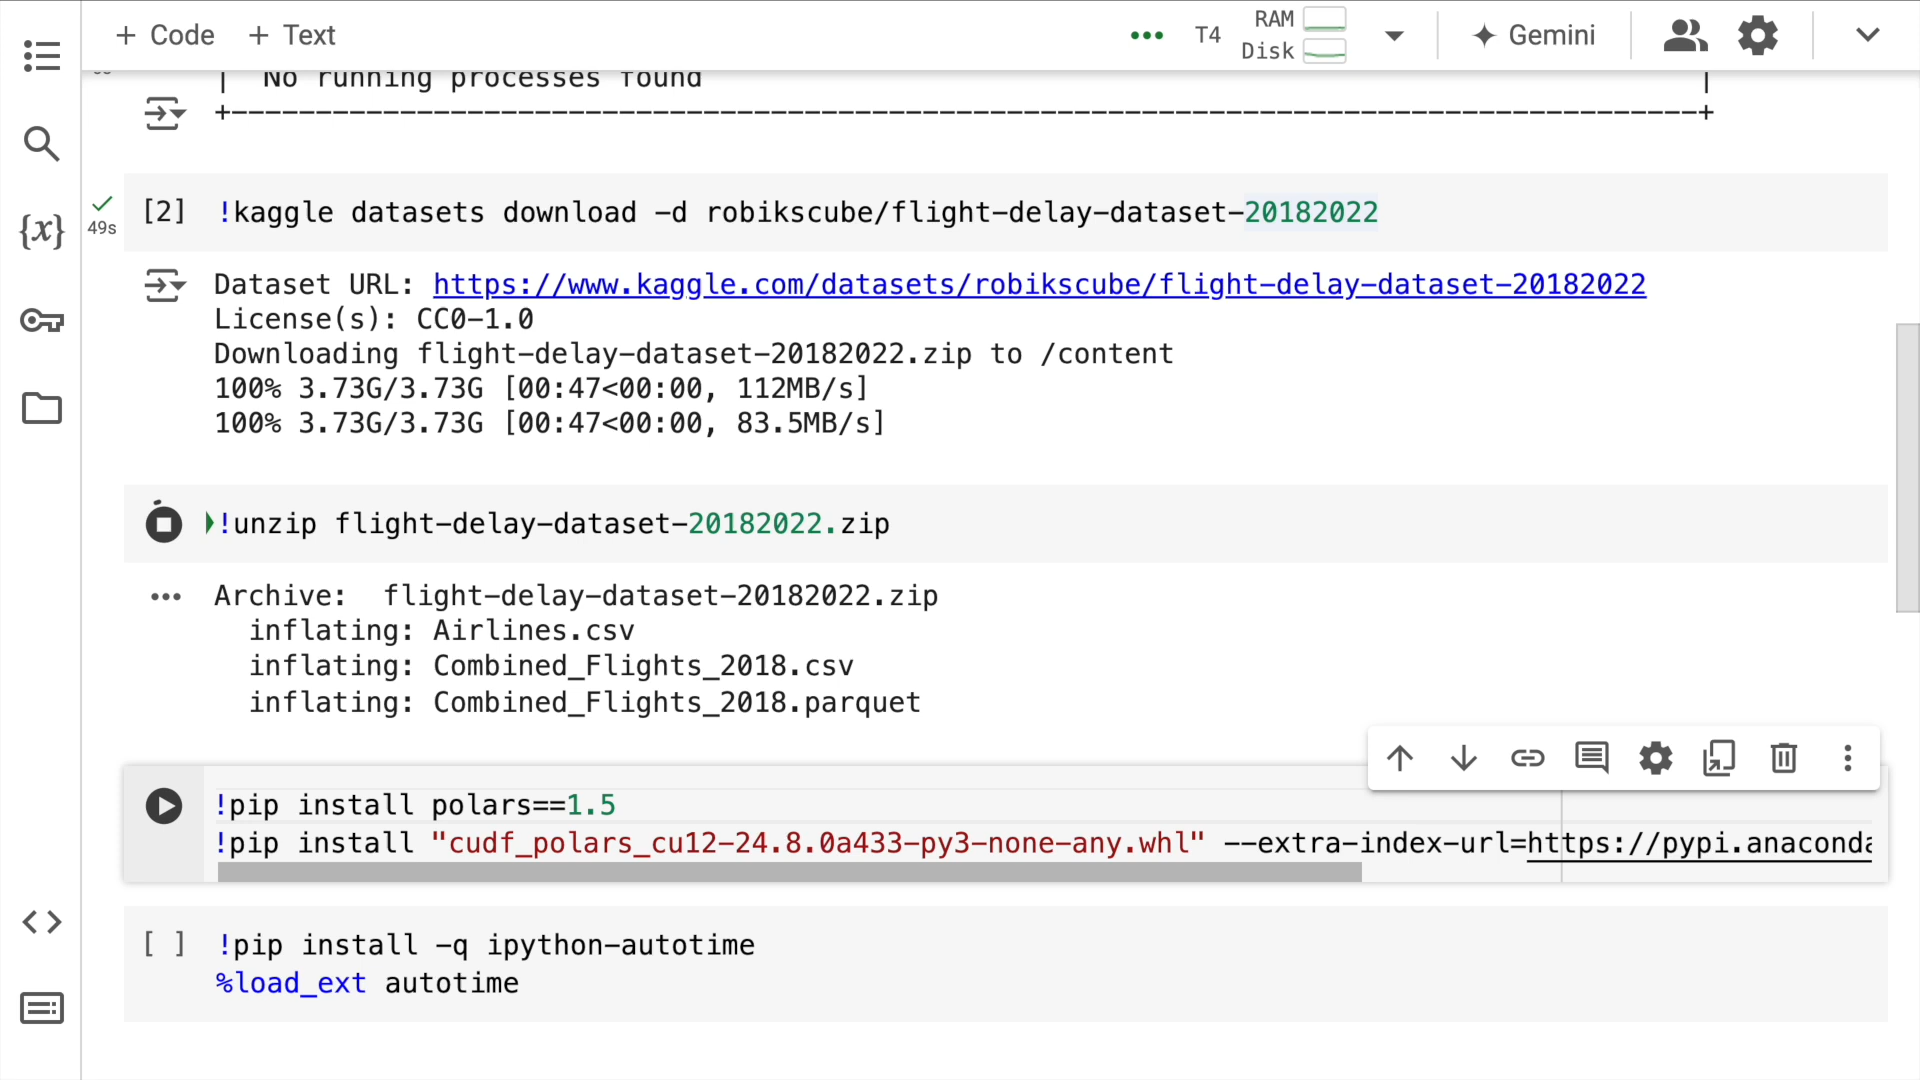 + Code + Text
T4
RAM
Disk
Gemini
| No running processes found |
+----------------------------------------------------------------------------------------+
[2] !kaggle datasets download -d robikscube/flight-delay-dataset-20182022
49s
Dataset URL: https://www.kaggle.com/datasets/robikscube/flight-delay-dataset-20182022
License(s): CC0-1.0
Downloading flight-delay-dataset-20182022.zip to /content
100% 3.73G/3.73G [00:47<00:00, 112MB/s]
100% 3.73G/3.73G [00:47<00:00, 83.5MB/s]
!unzip flight-delay-dataset-20182022.zip
Archive: flight-delay-dataset-20182022.zip
inflating: Airlines.csv
inflating: Combined_Flights_2018.csv
inflating: Combined_Flights_2018.parquet
!pip install polars==1.5
!pip install "cudf_polars_cu12-24.8.0a433-py3-none-any.whl" --extra-index-url=https://pypi.anaconda
[ ] !pip install -q ipython-autotime
%load_ext autotime